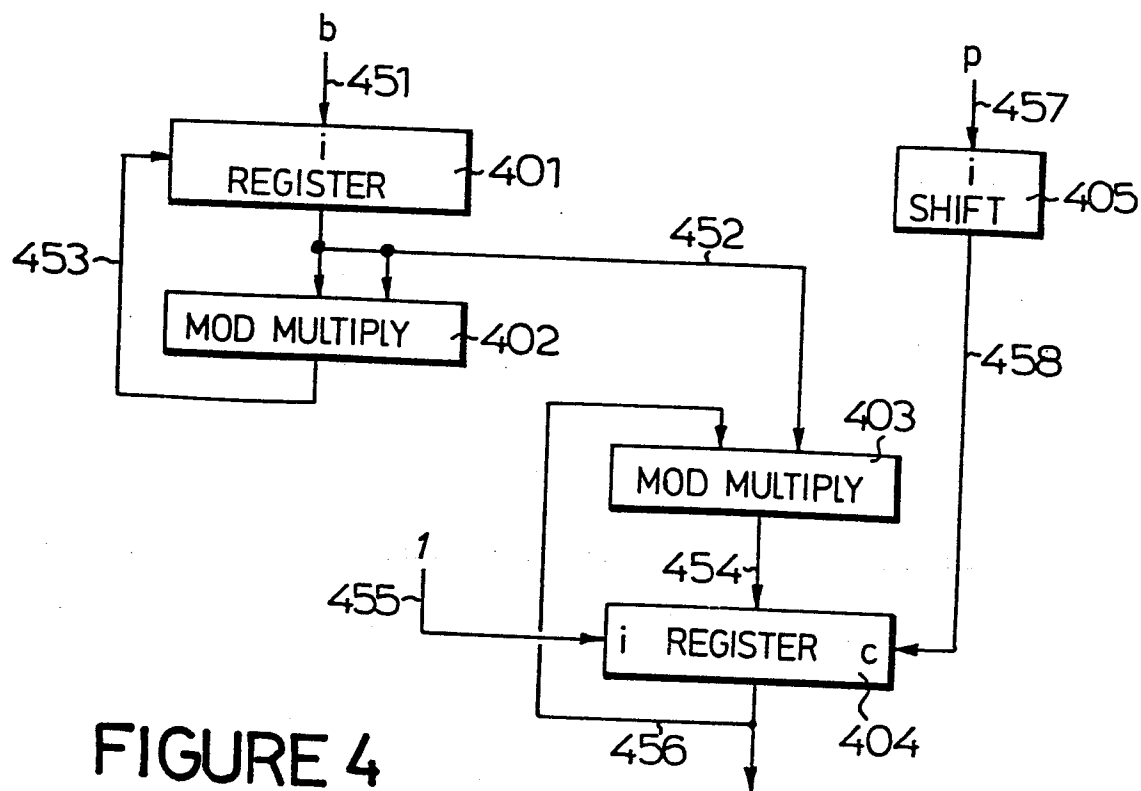 b
451
i
REGISTER
401
453
452
MOD MULTIPLY
402
p
457
i
SHIFT
405
458
403
MOD MULTIPLY
454
1
455
i REGISTER c
404
456
FIGURE 4